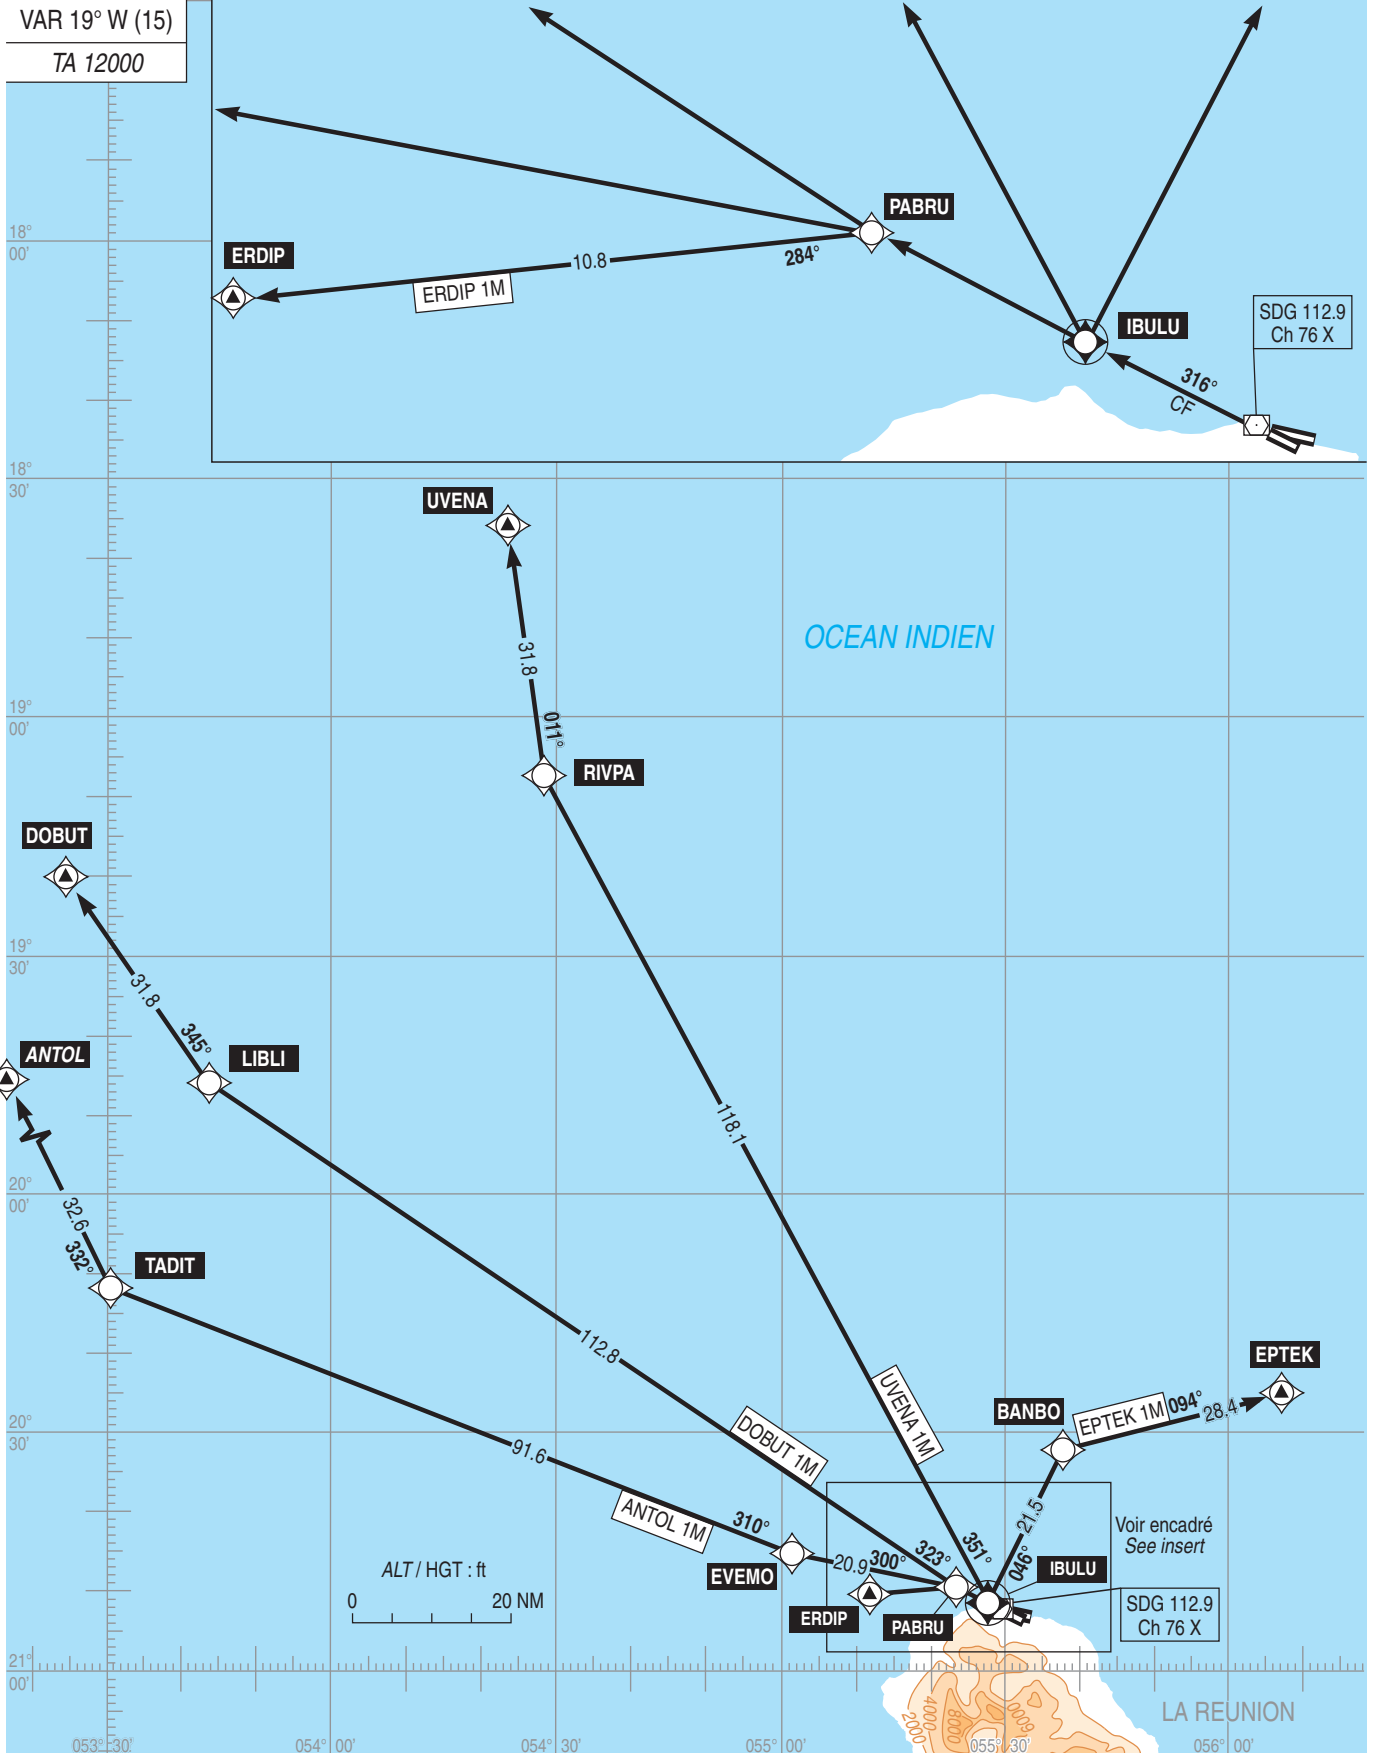 VAR 19° W (15)
TA 12000
PABRU
ERDIP
10.8
284°
ERDIP 1M
IBULU
SDG 112.9
Ch 76 X
316°
CF
18°
00'
18°
30'
UVENA
31.8
011°
OCEAN INDIEN
19°
00'
RIVPA
DOBUT
19°
30'
31.8
345°
ANTOL
LIBLI
118.1
20°
00'
32.6
332°
TADIT
112.8
EPTEK
UVENA 1M
BANBO
EPTEK 1M
094°
28.4
20°
30'
DOBUT 1M
91.6
ANTOL 1M
310°
21.5
Voir encadré
See insert
351°
323°
046°
300°
20.9
EVEMO
IBULU
ALT / HGT : ft
0
20 NM
ERDIP
PABRU
SDG 112.9
Ch 76 X
21°
00'
LA REUNION
2000
4000
8000
6000
053° 30'
054° 00'
054° 30'
055° 00'
055° 30'
056° 00'